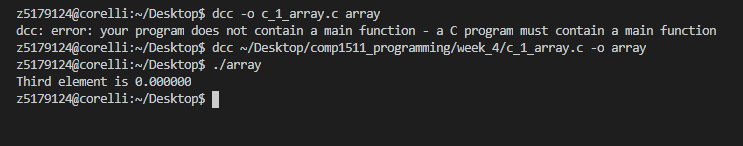 z5179124@corelli:~/Desktop$ dcc -o c_1_array.c array
dcc: error: your program does not contain a main function - a C program must contain a main function
z5179124@corelli:~/Desktop$ dcc ~/Desktop/comp1511_programming/week_4/c_1_array.c -o array
z5179124@corelli:~/Desktop$ ./array
Third element is 0.000000
z5179124@corelli:~/Desktop$